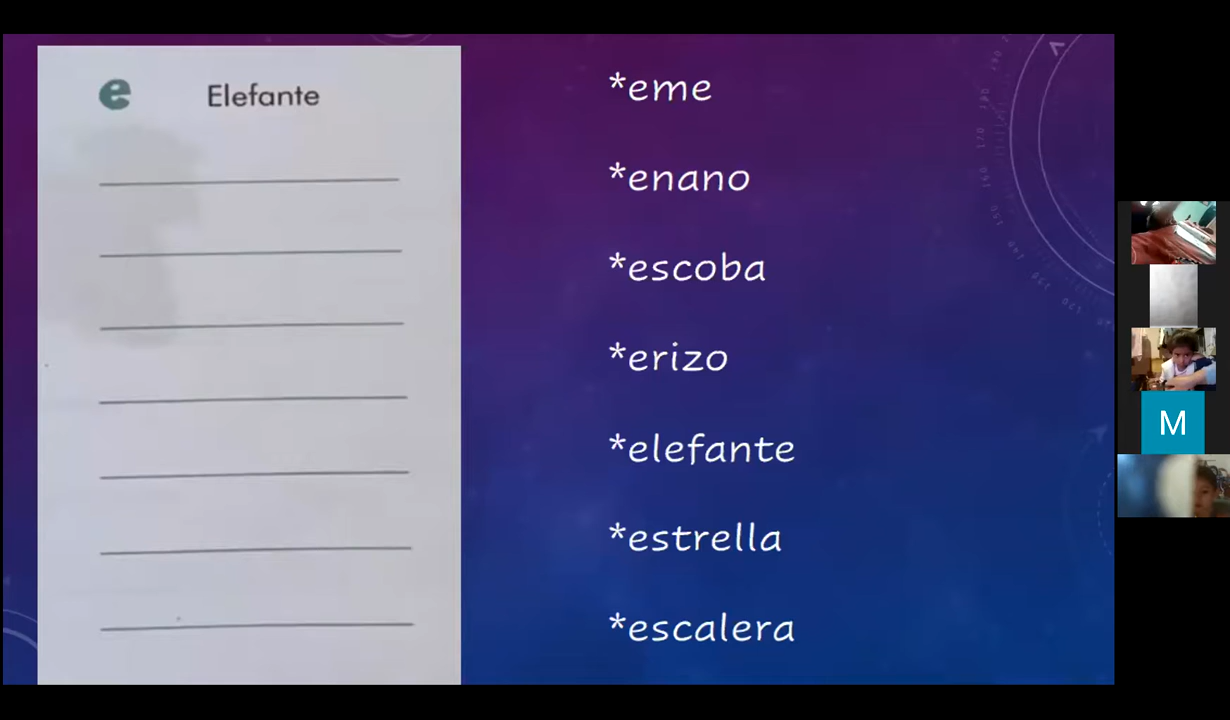 e Elefante
*eme
*enano
*escoba
*erizo
*elefante
*estrella
*escalera
M